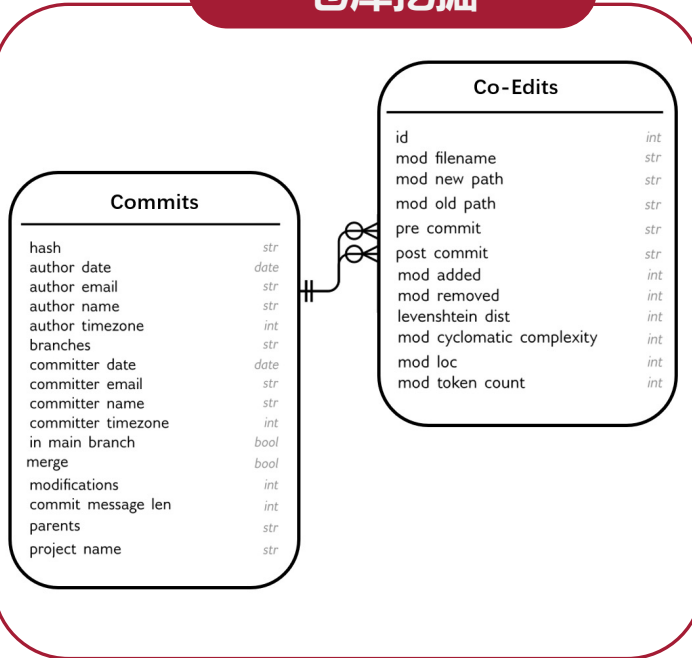 仓库挖掘
Co-Edits
id int
mod filename str
mod new path str
mod old path str
pre commit str
post commit str
mod added int
mod removed int
levenshtein dist int
mod cyclomatic complexity int
mod loc int
mod token count int
Commits
hash str
author date date
author email str
author name str
author timezone int
branches str
committer date date
committer email str
committer name str
committer timezone int
in main branch bool
merge bool
modifications int
commit message len int
parents str
project name str